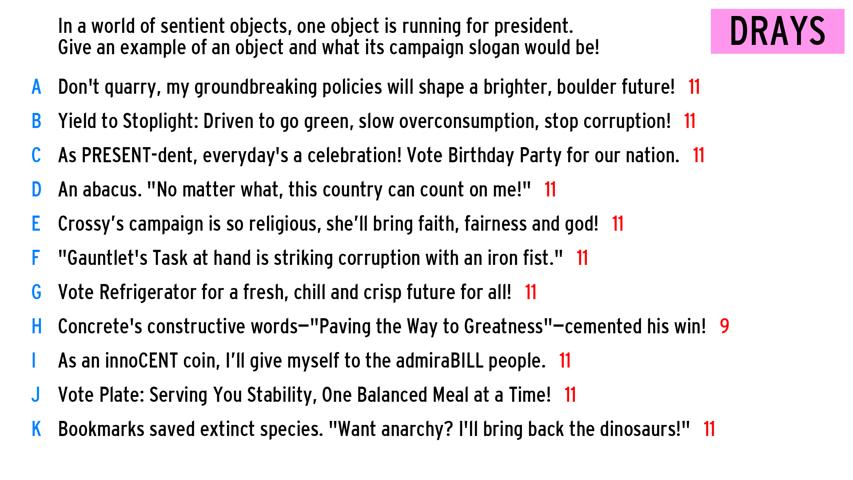 In a world of sentient objects, one object is running for president.
Give an example of an object and what its campaign slogan would be!
DRAYS
A Don't quarry, my groundbreaking policies will shape a brighter, boulder future! 11
B Yield to Stoplight: Driven to go green, slow overconsumption, stop corruption! 11
C As PRESENT-dent, everyday's a celebration! Vote Birthday Party for our nation. 11
D An abacus. "No matter what, this country can count on me!" 11
E Crossy's campaign is so religious, she'll bring faith, fairness and god! 11
F "Gauntlet's Task at hand is striking corruption with an iron fist." 11
G Vote Refrigerator for a fresh, chill and crisp future for all! 11
H Concrete's constructive words—"Paving the Way to Greatness"—cemented his win! 9
I As an innoCENT coin, I'll give myself to the admiraBILL people. 11
J Vote Plate: Serving You Stability, One Balanced Meal at a Time! 11
K Bookmarks saved extinct species. "Want anarchy? I'll bring back the dinosaurs!" 11